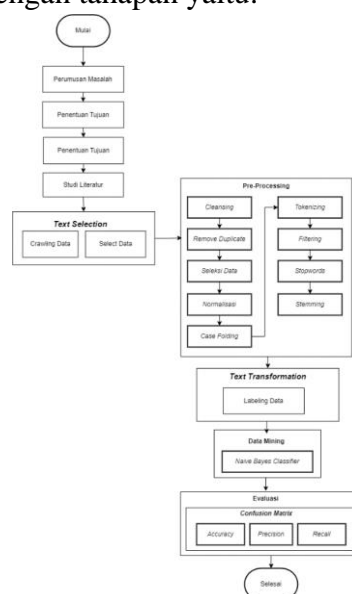 engan tahapan yaitu:
Mulai
Perumusan Masalah
Penentuan Tujuan
Penentuan Tujuan
Studi Literatur
Text Selection
Crawling Data
Select Data
Pre-Processing
Cleansing
Remove Duplicate
Seleksi Data
Normalisasi
Case Folding
Tokenizing
Filtering
Stopwords
Stemming
Text Transformation
Labeling Data
Data Mining
Naive Bayes Classifier
Evaluasi
Confusion Matrix
Accuracy
Precision
Recall
Selesai